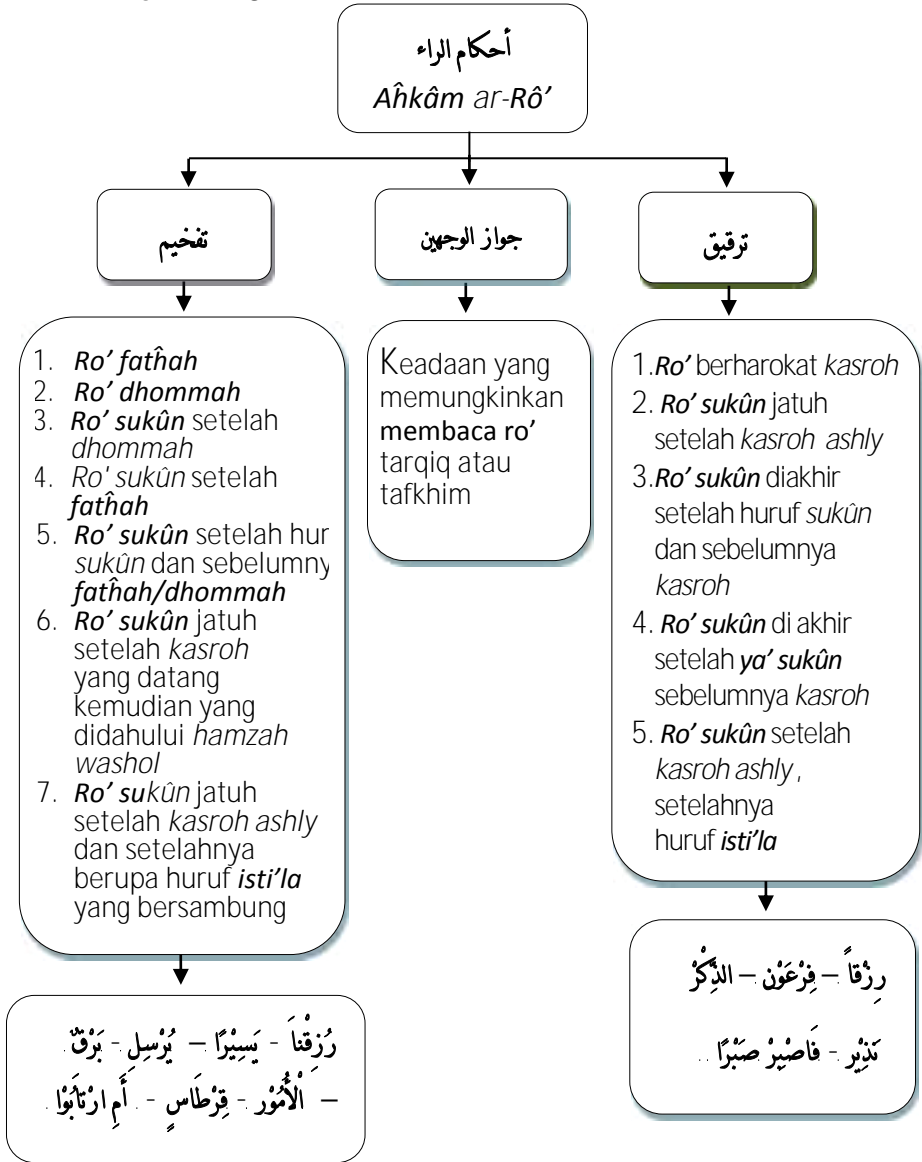 أحكام الراء
Aĥkâm ar-Rô’
تفخيم
جواز الوجهين
ترقيق
1. Ro’ fatĥah
2. Ro’ dhommah
3. Ro’ sukûn setelah
dhommah
4. Ro' sukûn setelah
fatĥah
5. Ro’ sukûn setelah hur
sukûn dan sebelumny
fatĥah/dhommah
6. Ro’ sukûn jatuh
setelah kasroh
yang datang
kemudian yang
didahului hamzah
washol
7. Ro’ sukûn jatuh
setelah kasroh ashly
dan setelahnya
berupa huruf isti’la
yang bersambung
Keadaan yang
memungkinkan
membaca ro’
tarqiq atau
tafkhim
1.Ro’ berharokat kasroh
2. Ro’ sukûn jatuh
setelah kasroh ashly
3.Ro’ sukûn diakhir
setelah huruf sukûn
dan sebelumnya
kasroh
4. Ro’ sukûn di akhir
setelah ya’ sukûn
sebelumnya kasroh
5. Ro’ sukûn setelah
kasroh ashly ,
setelahnya
huruf isti’la
رُزِقْناَ - يَسِيْرًا – يُرْسِلِ - بَرْقٌ
– الْأُمُوْر - قِرْطَاسٍ - أَمِ ارْتاَبُوْا
رِزْقاً – فِرْعَوْن – الذِّكْرْ
نَذِيْر - فَاصْبِرْ صَبْرًا ..